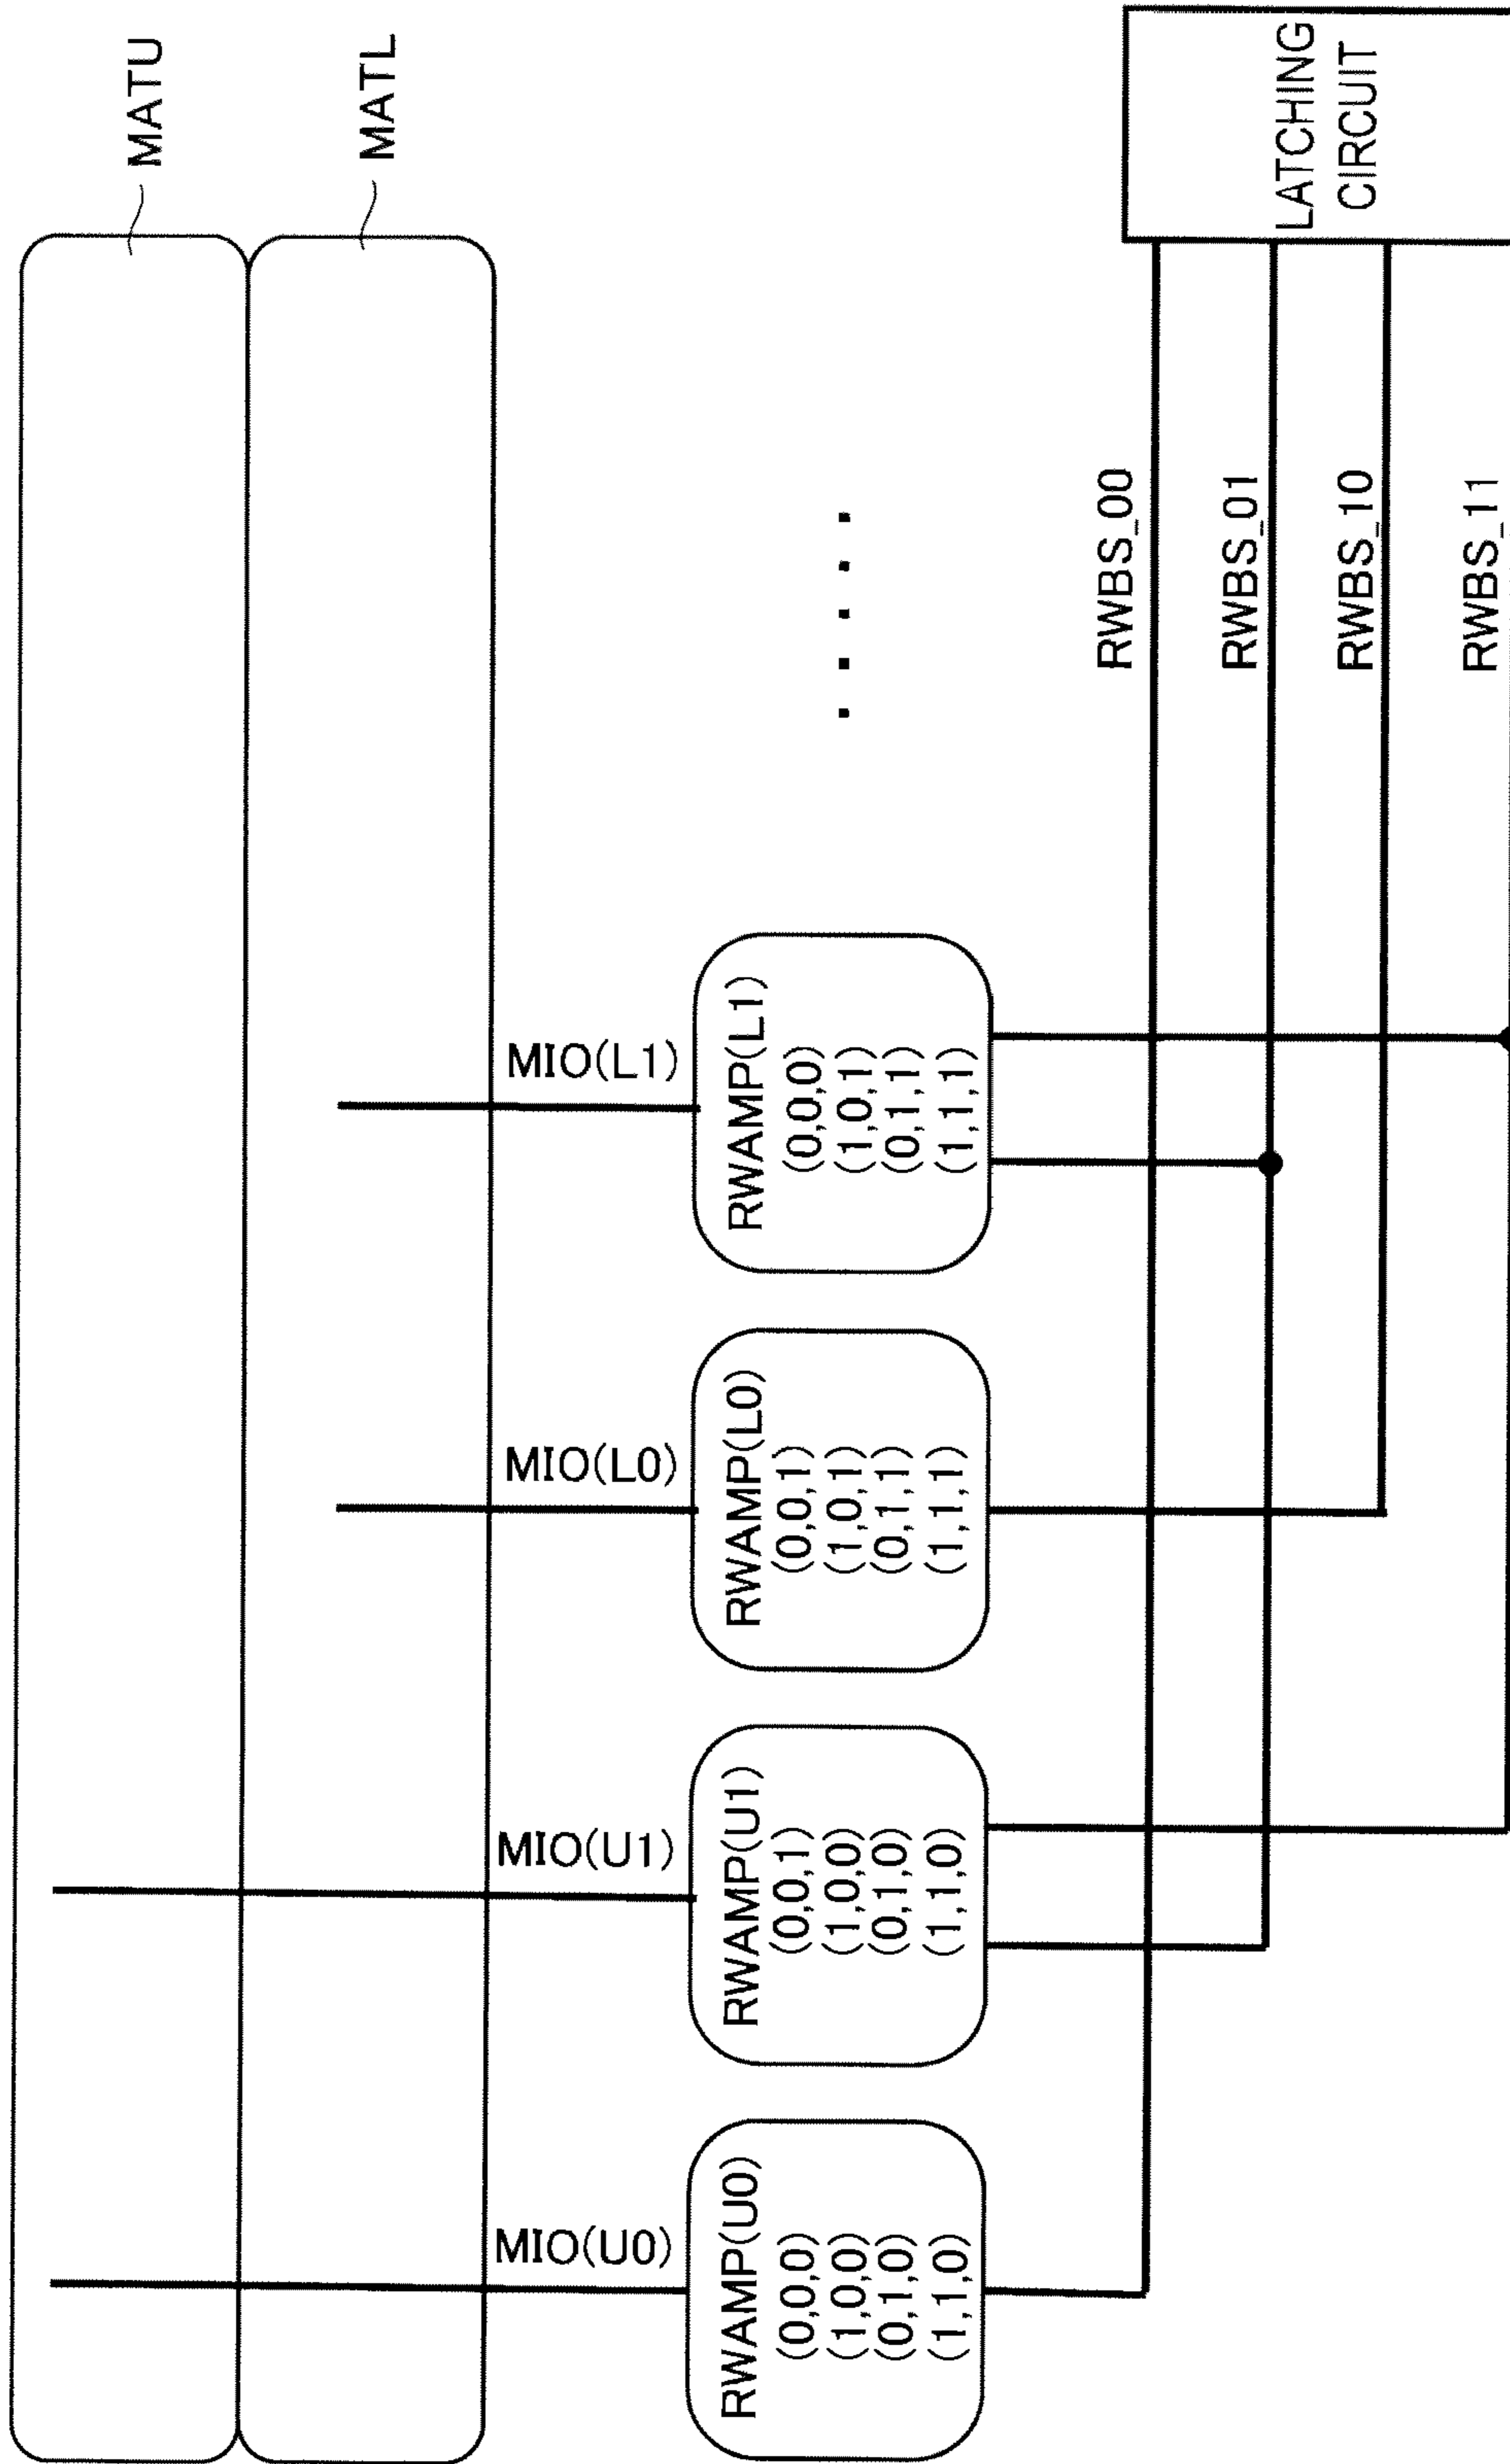 MATU
MATL
MIO(U0)
MIO(U1)
MIO(L0)
MIO(L1)
RWAMP(U0)
(0,0,0)
(1,0,0)
(0,1,0)
(1,1,0)
RWAMP(U1)
(0,0,1)
(1,0,0)
(0,1,0)
(1,1,0)
RWAMP(L0)
(0,0,1)
(1,0,1)
(0,1,1)
(1,1,1)
RWAMP(L1)
(0,0,0)
(1,0,1)
(0,1,1)
(1,1,1)
. . . . .
RWBS_00
RWBS_01
RWBS_10
RWBS_11
LATCHING
CIRCUIT